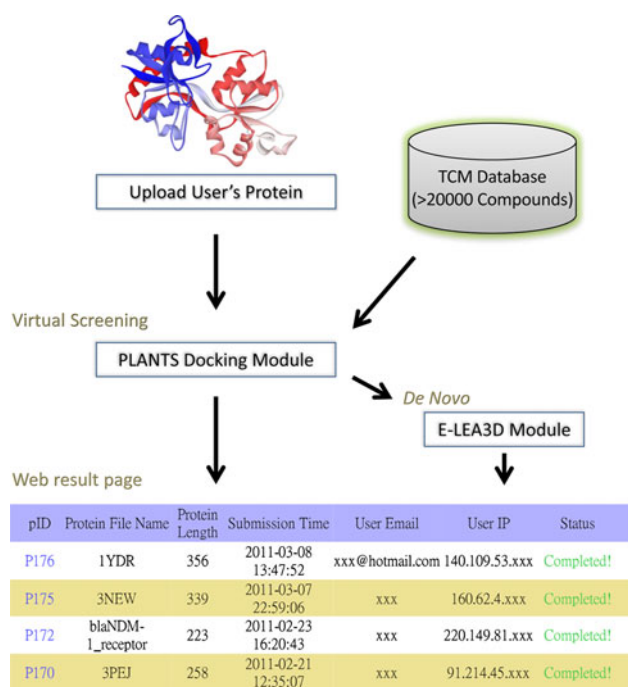 Upload User's Protein
TCM Database
(>20000 Compounds)
Virtual Screening
PLANTS Docking Module
De Novo
E-LEA3D Module
Web result page
pID Protein File Name Protein Length Submission Time User Email User IP Status
P176 1YDR 356 2011-03-08 13:47:52 xxx@hotmail.com 140.109.53.xxx Completed!
P175 3NEW 339 2011-03-07 22:59:06 xxx 160.62.4.xxx Completed!
P172 blaNDM-1_receptor 223 2011-02-23 16:20:43 xxx 220.149.81.xxx Completed!
P170 3PEJ 258 2011-02-21 12:35:07 xxx 91.214.45.xxx Completed!